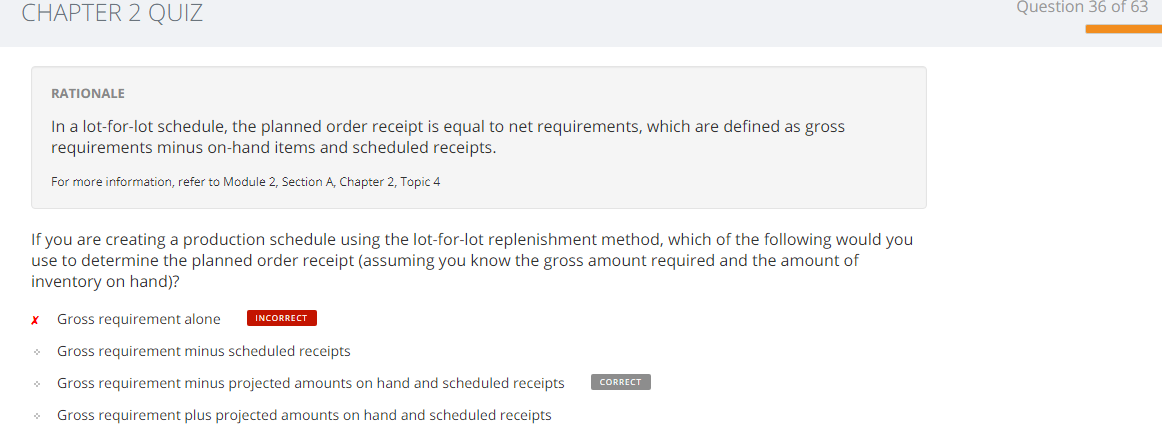 CHAPTER 2 QUIZ
Question 36 of 63
RATIONALE
In a lot-for-lot schedule, the planned order receipt is equal to net requirements, which are defined as gross
requirements minus on-hand items and scheduled receipts.
For more information, refer to Module 2, Section A, Chapter 2, Topic 4
If you are creating a production schedule using the lot-for-lot replenishment method, which of the following would you
use to determine the planned order receipt (assuming you know the gross amount required and the amount of
inventory on hand)?
✗ Gross requirement alone INCORRECT
Gross requirement minus scheduled receipts
Gross requirement minus projected amounts on hand and scheduled receipts CORRECT
Gross requirement plus projected amounts on hand and scheduled receipts